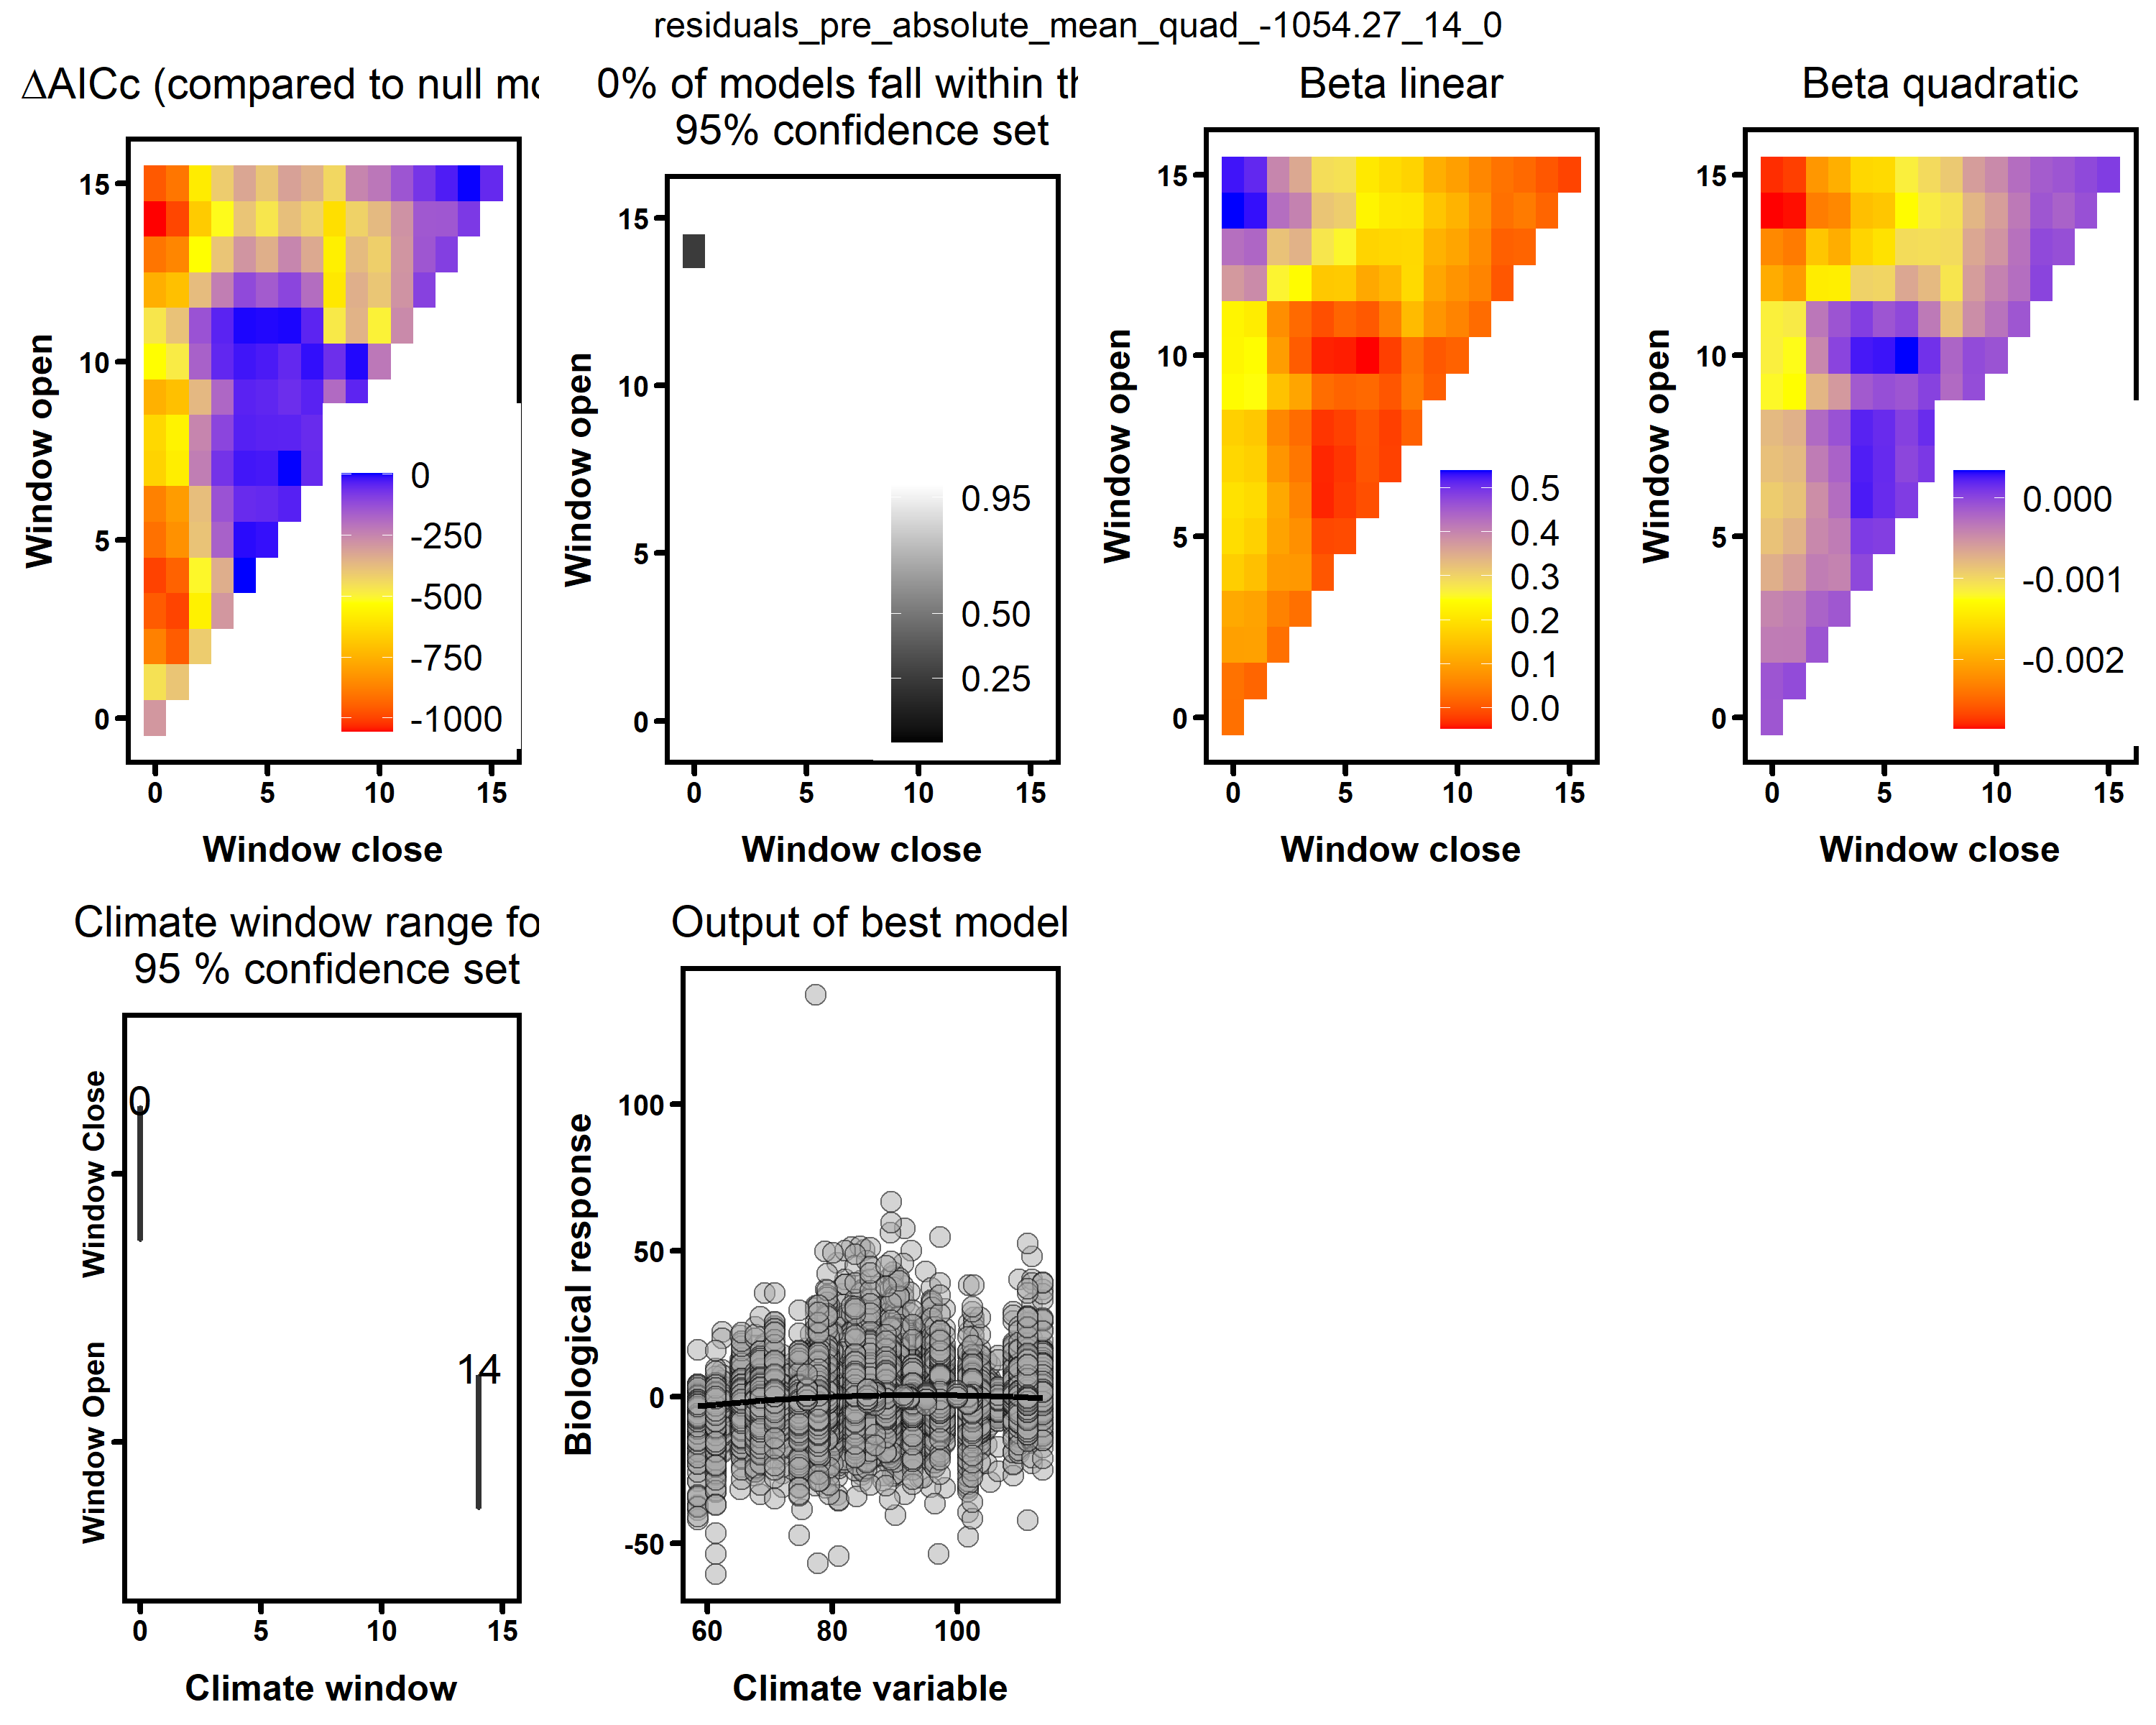 residuals_pre_absolute_mean_quad_-1054.27_14_0
ΔAICc (compared to null mo
Window open
15
10
5
0
0
-250
-500
-750
-1000
0 5 10 15
Window close
0% of models fall within th
95% confidence set
Window open
15
10
5
0
0.95
0.50
0.25
0 5 10 15
Window close
Beta linear
Window open
15
10
5
0
0.5
0.4
0.3
0.2
0.1
0.0
0 5 10 15
Window close
Beta quadratic
Window open
15
10
5
0
0.000
-0.001
-0.002
0 5 10 15
Window close
Climate window range fo
95 % confidence set
Window Close
Window Open
0
14
0 5 10 15
Climate window
Output of best model
Biological response
100
50
0
-50
60 80 100
Climate variable